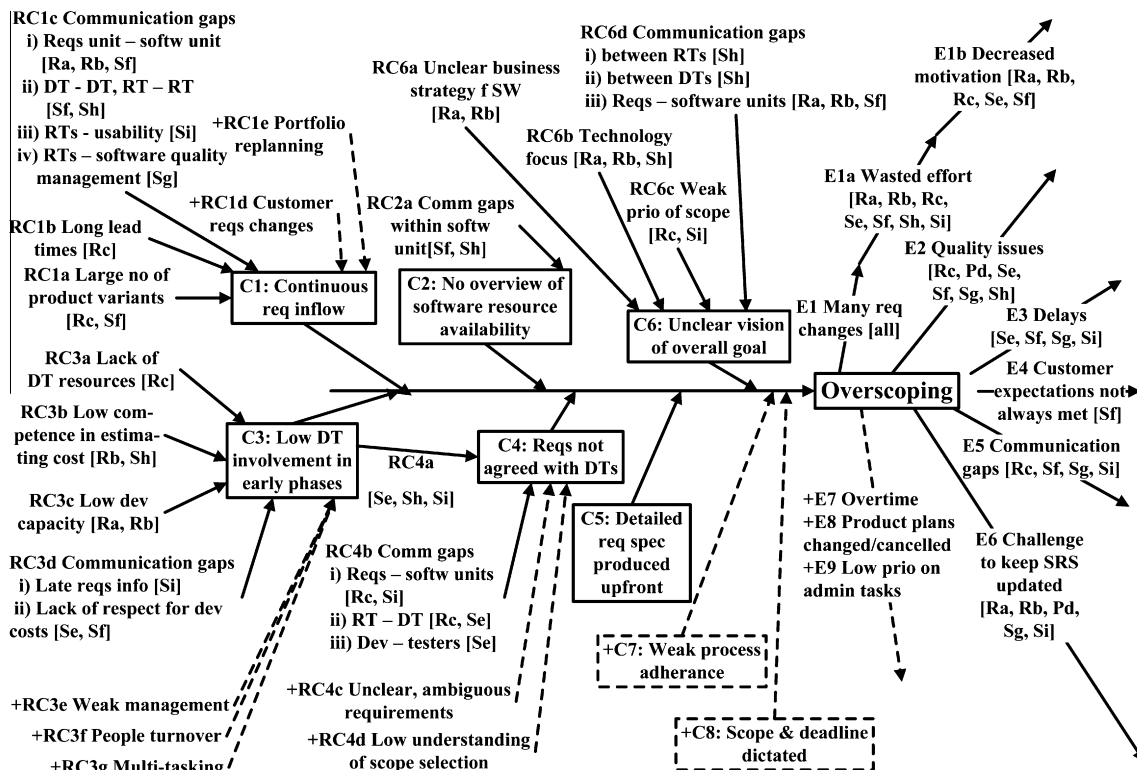 RC1c Communication gaps
i) Reqs unit – softw unit
[Ra, Rb, Sf]
ii) DT - DT, RT – RT
[Sf, Sh]
iii) RTs - usability [Si]
iv) RTs – software quality
management [Sg]
+RC1e Portfolio
replanning
+RC1d Customer
reqs changes
RC1b Long lead
times [Rc]
RC1a Large no of
product variants
[Rc, Sf]
C1: Continuous
req inflow
RC6a Unclear business
strategy f SW
[Ra, Rb]
RC2a Comm gaps
within softw
unit[Sf, Sh]
C2: No overview of
software resource
availability
RC6d Communication gaps
i) between RTs [Sh]
ii) between DTs [Sh]
iii) Reqs – software units [Ra, Rb, Sf]
RC6b Technology
focus [Ra, Rb, Sh]
RC6c Weak
prio of scope
[Rc, Si]
C6: Unclear vision
of overall goal
E1b Decreased
motivation [Ra, Rb,
Rc, Se, Sf]
E1a Wasted effort
[Ra, Rb, Rc,
Se, Sf, Sh, Si]
E1 Many req
changes [all]
E2 Quality issues
[Rc, Pd, Se,
Sf, Sg, Sh]
E3 Delays
[Se, Sf, Sg, Si]
Overscoping
E4 Customer
expectations not
always met [Sf]
E5 Communication
gaps [Rc, Sf, Sg, Si]
E6 Challenge
to keep SRS
updated
[Ra, Rb, Pd,
Sg, Si]
+E7 Overtime
+E8 Product plans
changed/cancelled
+E9 Low prio on
admin tasks
RC3a Lack of
DT resources [Rc]
RC3b Low com-
petence in estima-
ting cost [Rb, Sh]
RC3c Low dev
capacity [Ra, Rb]
RC3d Communication gaps
i) Late reqs info [Si]
ii) Lack of respect for dev
costs [Se, Sf]
+RC3e Weak management
+RC3f People turnover
+RC3g Multi-tasking
C3: Low DT
involvement in
early phases
RC4a
[Se, Sh, Si]
C4: Reqs not
agreed with DTs
RC4b Comm gaps
i) Reqs – softw units
[Rc, Si]
ii) RT – DT [Rc, Se]
iii) Dev – testers [Se]
+RC4c Unclear, ambiguous
requirements
+RC4d Low understanding
of scope selection
C5: Detailed
req spec
produced
upfront
+C7: Weak process
adherance
+C8: Scope & deadline
dictated